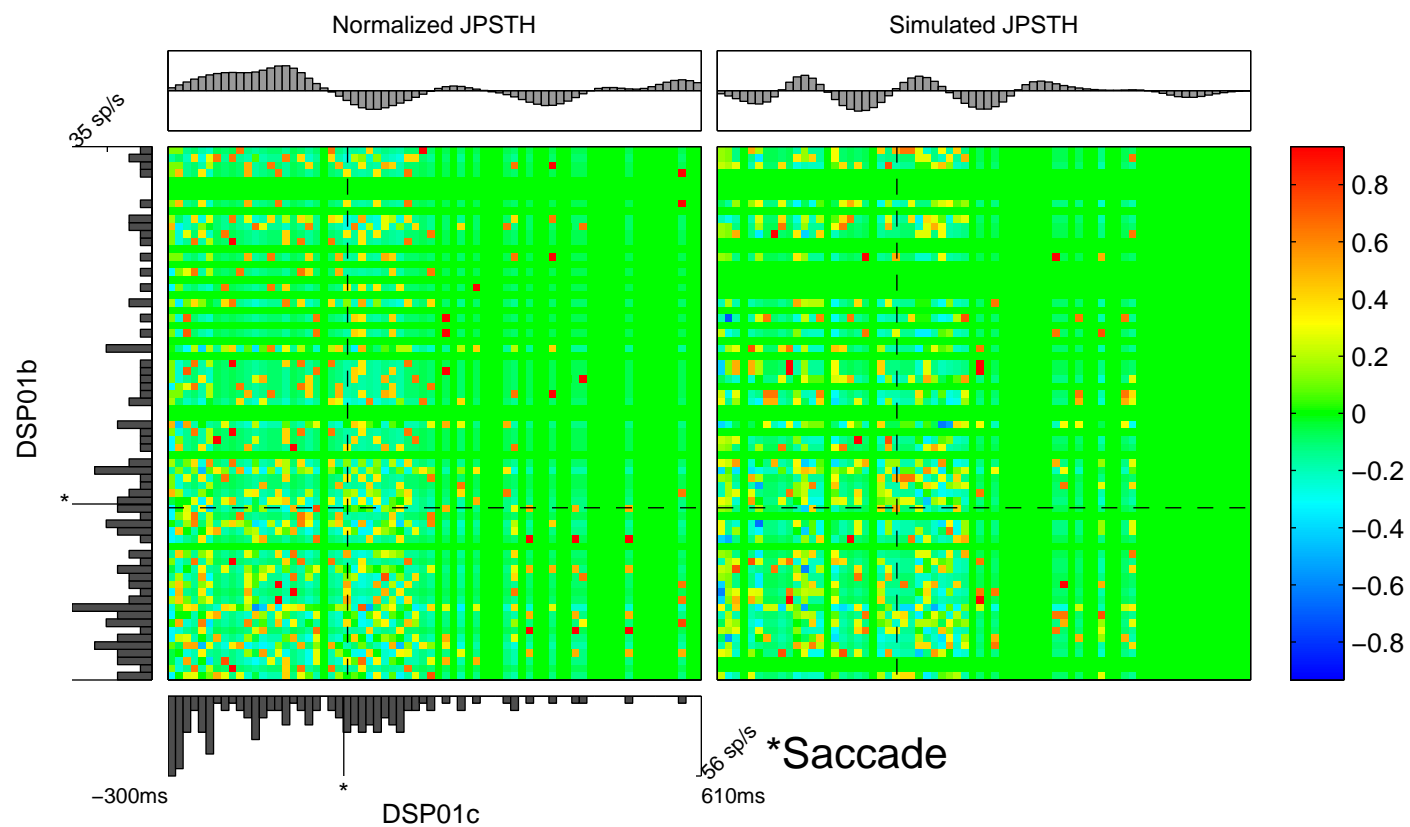 Normalized JPSTH
Simulated JPSTH
35 sp/s
DSP01b
*
0.8
0.6
0.4
0.2
0
−0.2
−0.4
−0.6
−0.8
56 sp/s
*Saccade
−300ms
*
610ms
DSP01c